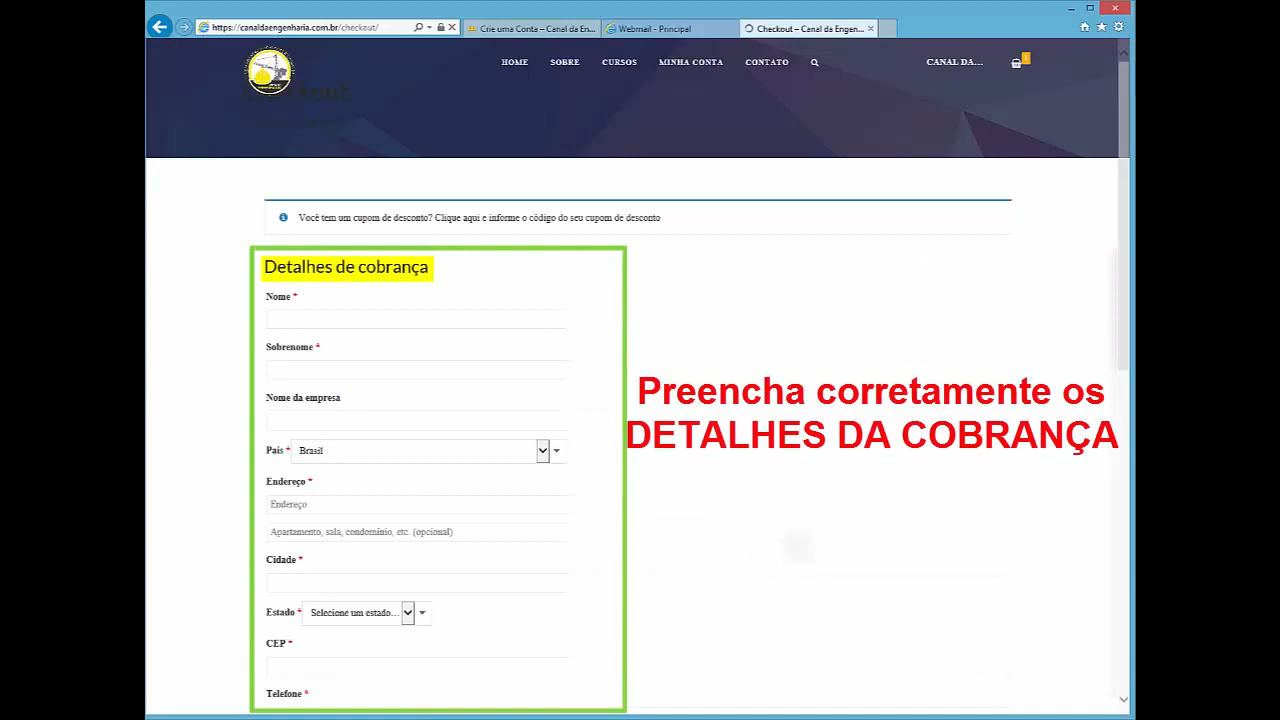 https://canaldaengenharia.com.br/checkout/
Crie uma Conta – Canal da En...
Webmail - Principal
Checkout – Canal da Engen...
HOME
SOBRE
CURSOS
MINHA CONTA
CONTATO
CANAL DA...
1
Você tem um cupom de desconto? Clique aqui e informe o código do seu cupom de desconto
Detalhes de cobrança
Nome *
Sobrenome *
Nome da empresa
País * Brasil
Endereço *
Endereço
Apartamento, sala, condomínio, etc. (opcional)
Cidade *
Estado * Selecione um estado...
CEP *
Telefone *
Preencha corretamente os
DETALHES DA COBRANÇA